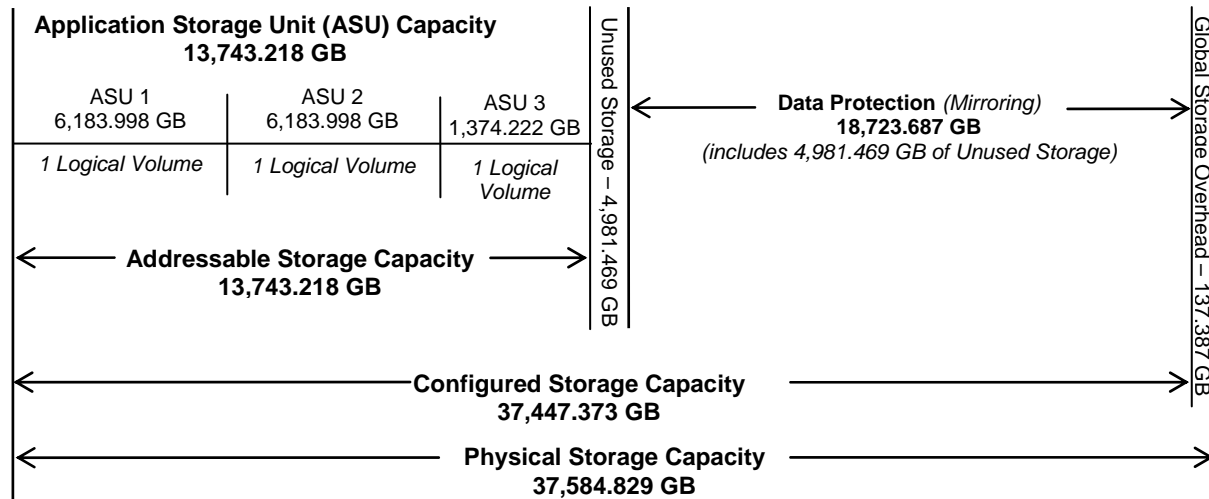 Application Storage Unit (ASU) Capacity
13,743.218 GB
ASU 1
6,183.998 GB
ASU 2
6,183.998 GB
ASU 3
1,374.222 GB
1 Logical Volume
1 Logical Volume
1 Logical
Volume
Addressable Storage Capacity
13,743.218 GB
Unused Storage – 4,981.469 GB
Data Protection (Mirroring)
18,723.687 GB
(includes 4,981.469 GB of Unused Storage)
Global Storage Overhead – 137.387 GB
Configured Storage Capacity
37,447.373 GB
Physical Storage Capacity
37,584.829 GB